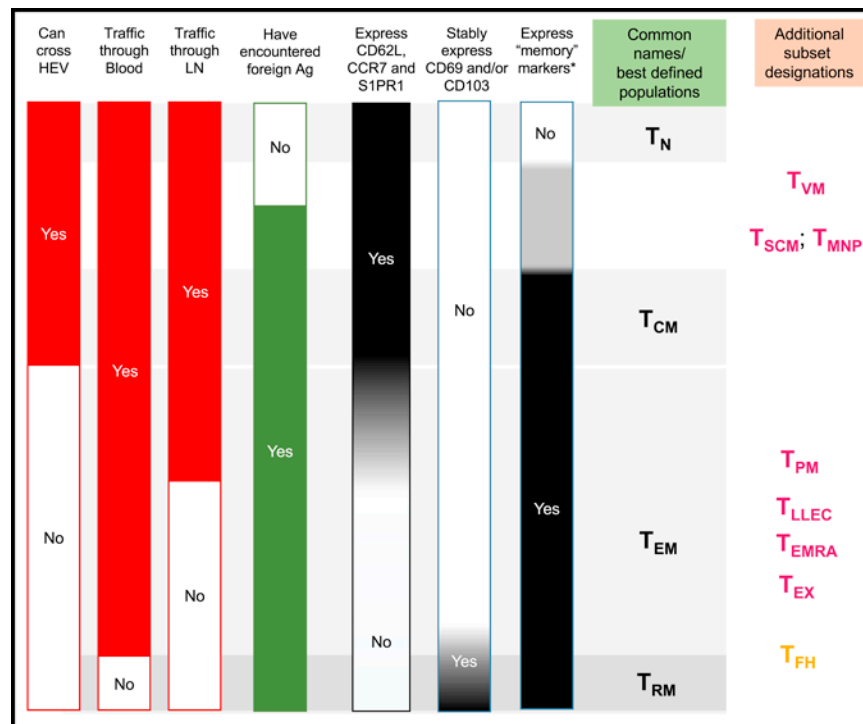 Can
cross
HEV
Traffic
through
Blood
Traffic
through
LN
Have
encountered
foreign Ag
Express
CD62L,
CCR7 and
S1PR1
Stably
express
CD69 and/or
CD103
Express
“memory”
markers*
Common
names/
best defined
populations
Additional
subset
designations
No
No
TN
TVM
Yes
TSCM; TMNP
Yes
Yes
No
TCM
Yes
Yes
TPM
Yes
TLLEC
No
TEM
TEMRA
No
TEX
No
Yes
TFH
No
TRM